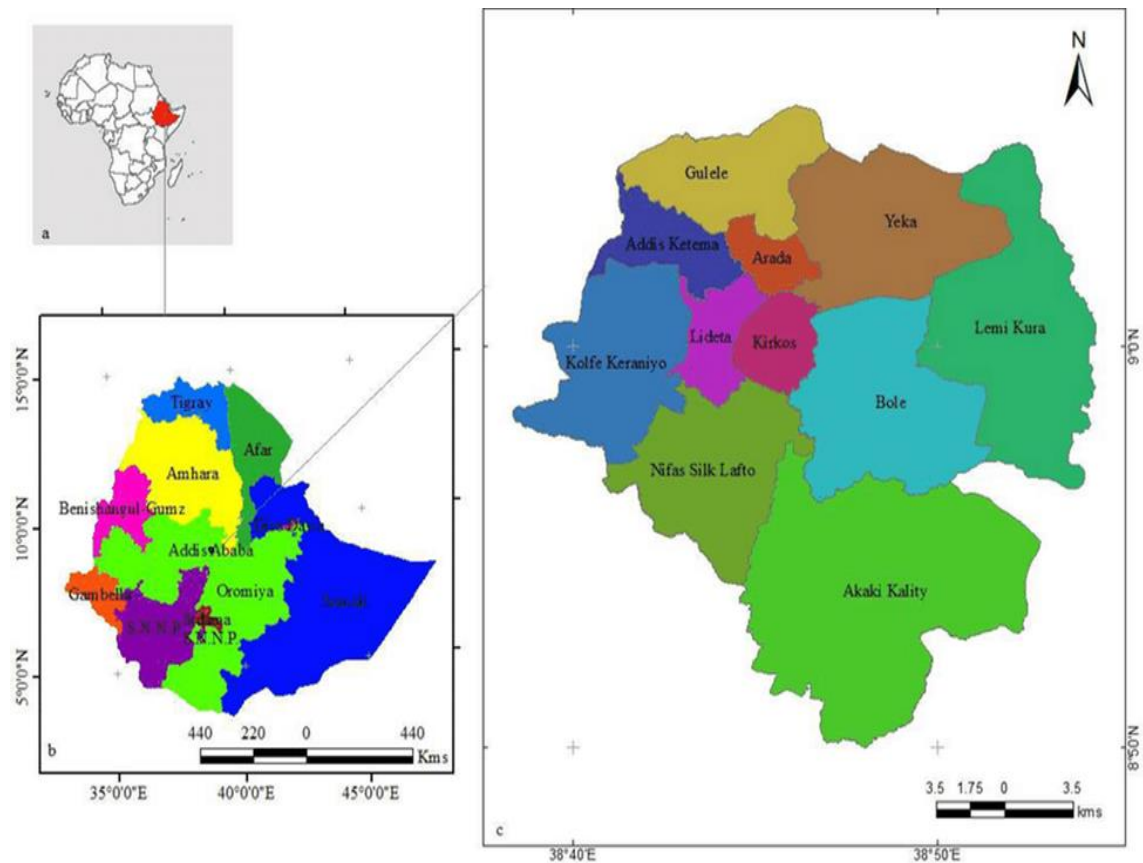 a
15°0'0"N
10°0'0"N
5°0'0"N
Tigray
Afar
Amhara
Benishangul-Gumz
Addis Ababa
Oromiya
Gambella
Somali
S.N.N.P.
S.N.N.P.
440 220 0 440
Kms
b
35°0'0"E 40°0'0"E 45°0'0"E
N
Gulele
Yeka
Addis Ketema
Arada
Lemi Kura
Lideta
Kirkos
Kolfe Keraniyo
Bole
Nifas Silk Lafto
Akaki Kality
9°0'N
8°50'N
3.5 1.75 0 3.5
kms
c
38°40'E 38°50'E